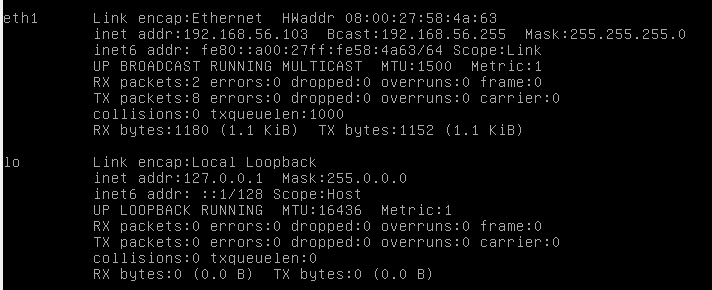 eth1 Link encap:Ethernet HWaddr 08:00:27:58:4a:63
inet addr:192.168.56.103 Bcast:192.168.56.255 Mask:255.255.255.0
inet6 addr: fe80::a00:27ff:fe58:4a63/64 Scope:Link
UP BROADCAST RUNNING MULTICAST MTU:1500 Metric:1
RX packets:2 errors:0 dropped:0 overruns:0 frame:0
TX packets:8 errors:0 dropped:0 overruns:0 carrier:0
collisions:0 txqueuelen:1000
RX bytes:1180 (1.1 KiB) TX bytes:1152 (1.1 KiB)
lo Link encap:Local Loopback
inet addr:127.0.0.1 Mask:255.0.0.0
inet6 addr: ::1/128 Scope:Host
UP LOOPBACK RUNNING MTU:16436 Metric:1
RX packets:0 errors:0 dropped:0 overruns:0 frame:0
TX packets:0 errors:0 dropped:0 overruns:0 carrier:0
collisions:0 txqueuelen:0
RX bytes:0 (0.0 B) TX bytes:0 (0.0 B)